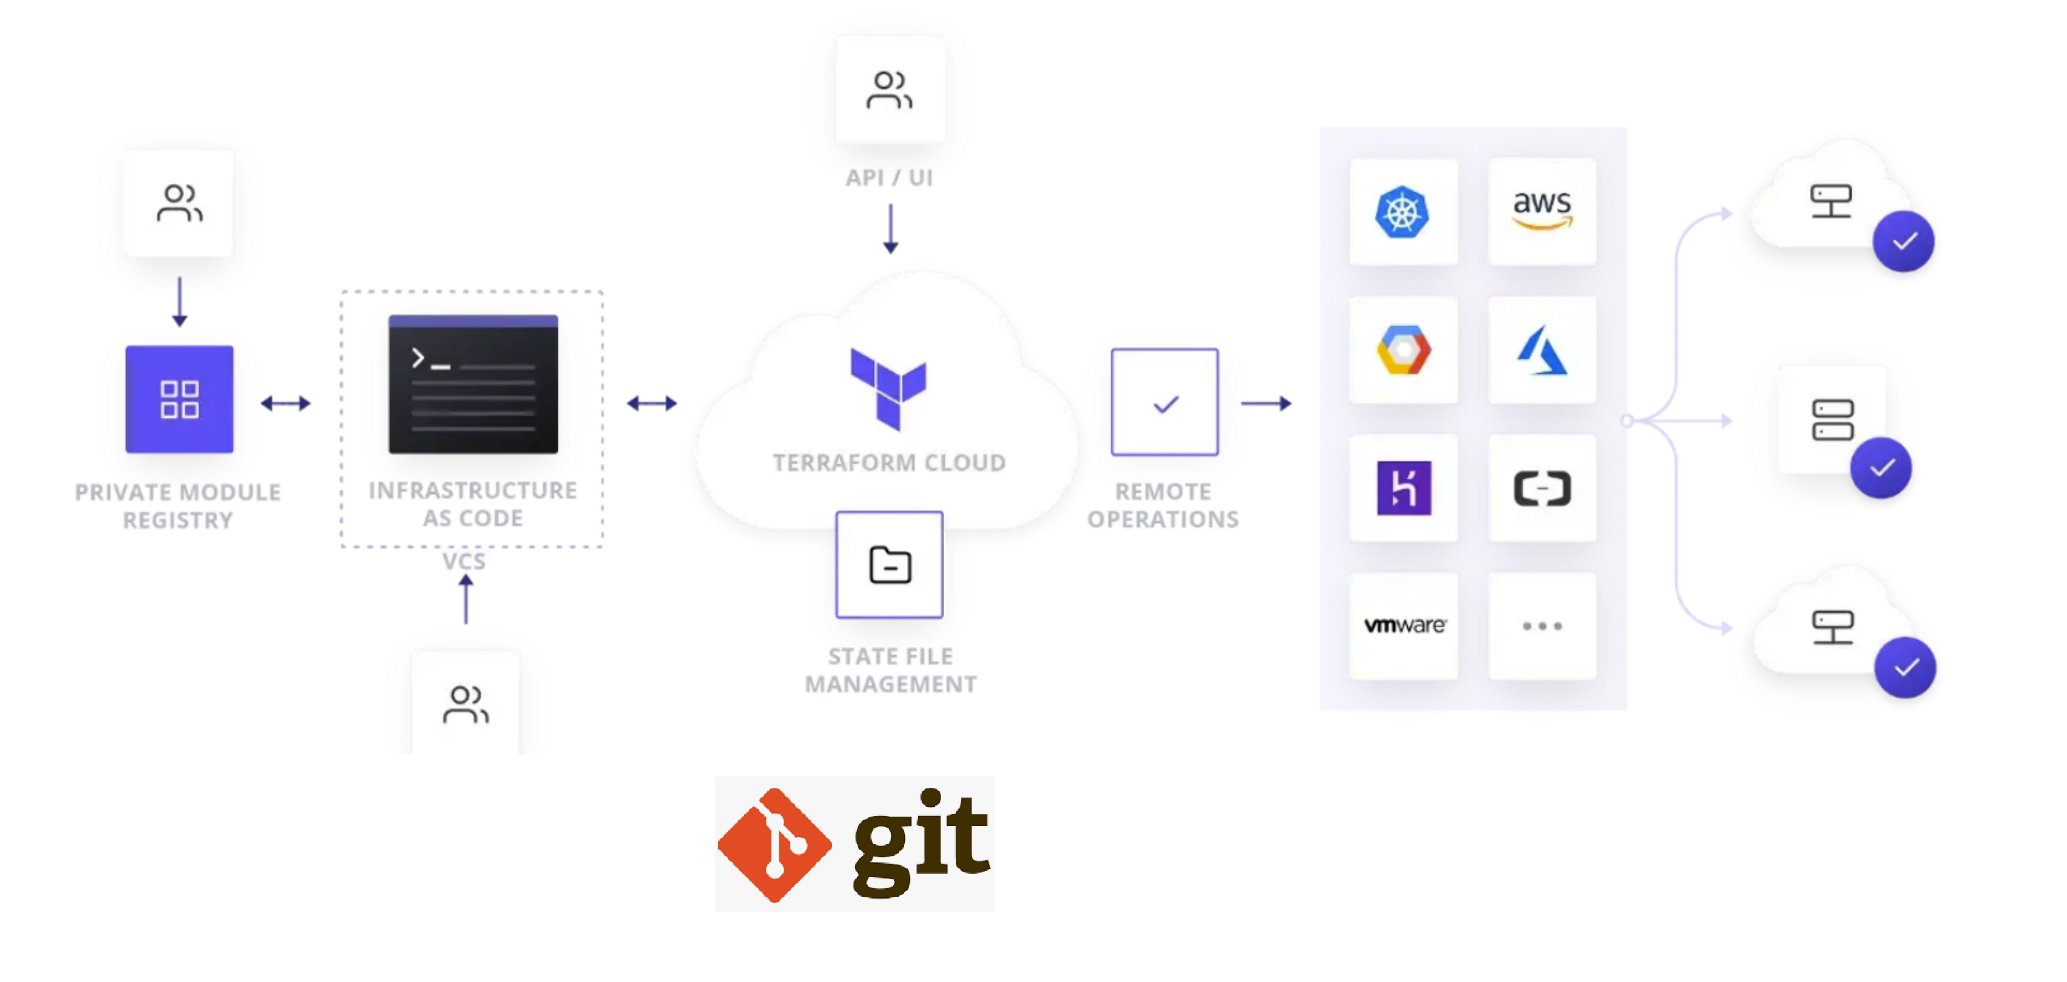 API / UI
PRIVATE MODULE
REGISTRY
INFRASTRUCTURE
AS CODE
VCS
TERRAFORM CLOUD
STATE FILE
MANAGEMENT
REMOTE
OPERATIONS
aws
vmware
git